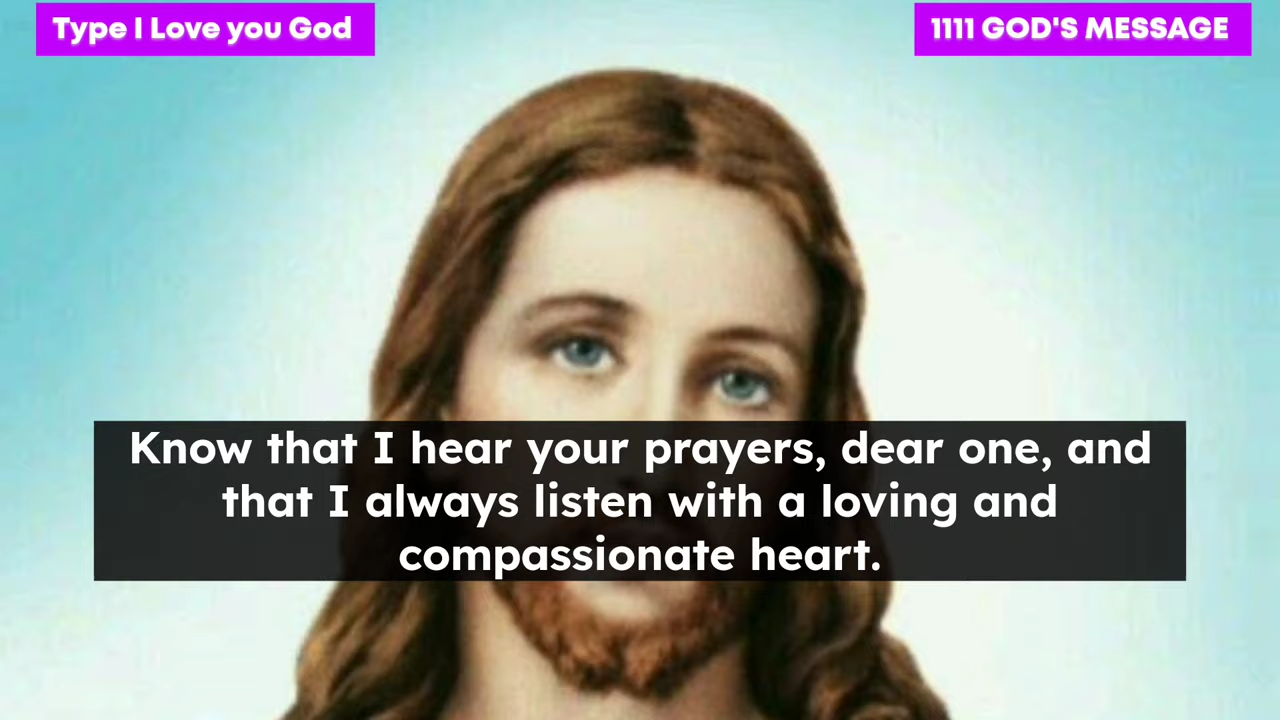 Type I Love you God
1111 GOD'S MESSAGE
Know that I hear your prayers, dear one, and
that I always listen with a loving and
compassionate heart.